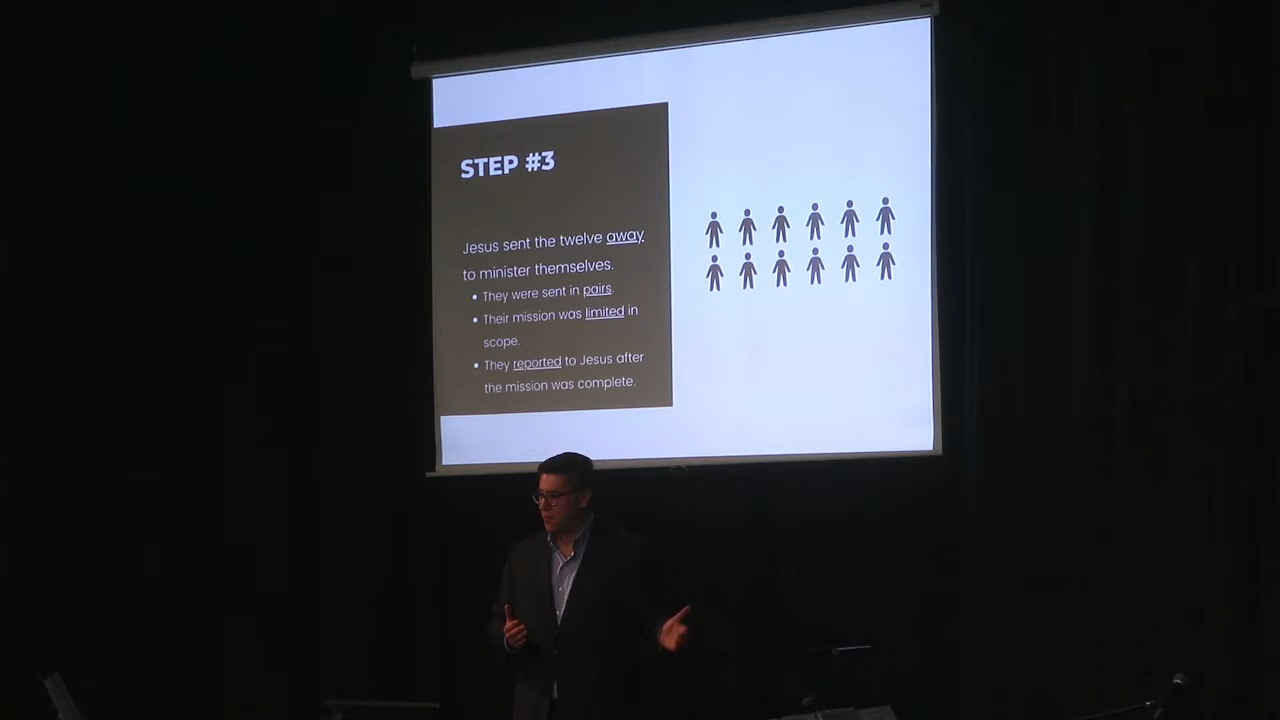 STEP #3
Jesus sent the twelve away
to minister themselves.
• They were sent in pairs.
• Their mission was limited in
scope.
• They reported to Jesus after
the mission was complete.